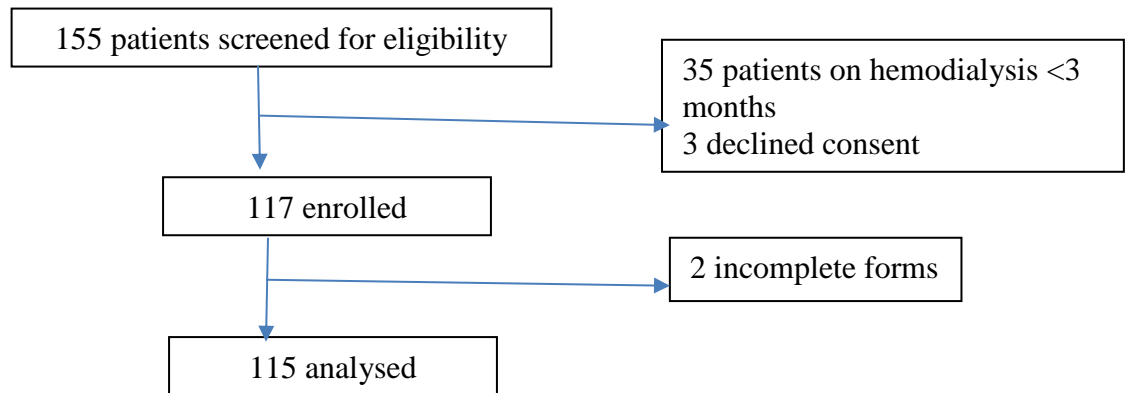 155 patients screened for eligibility
35 patients on hemodialysis <3
months
3 declined consent
117 enrolled
2 incomplete forms
115 analysed